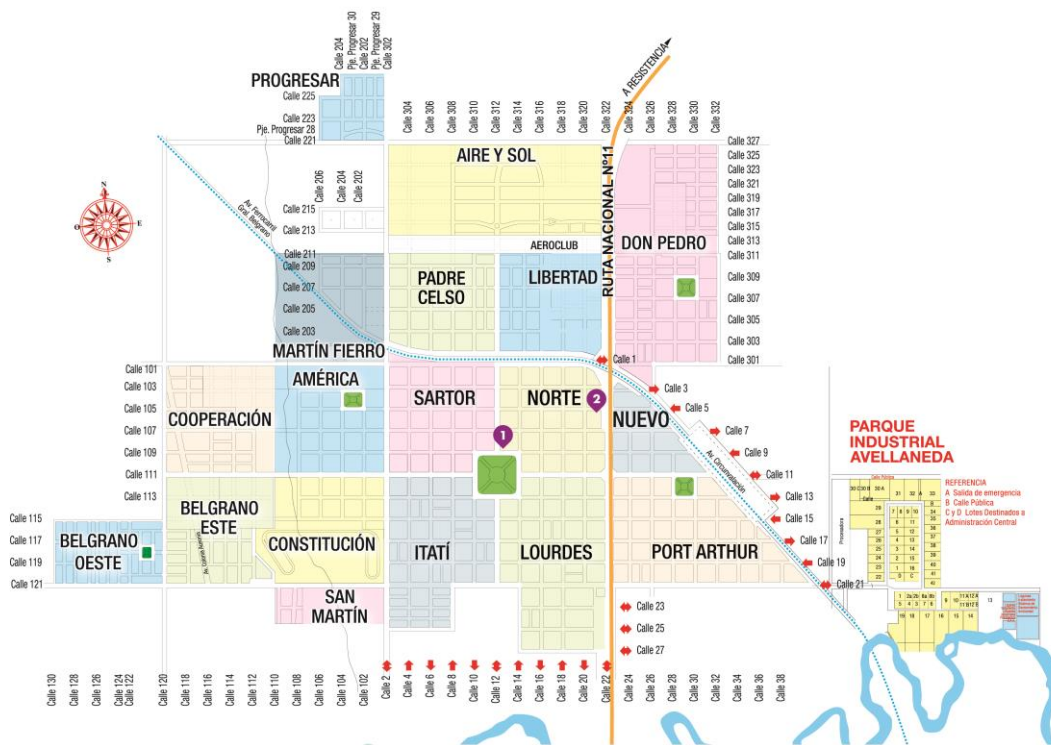 Calle 204
Pje. Progresar 30
Calle 202
Pje. Progresar 29
Calle 302
PROGRESAR
Calle 225
Calle 223
Pje. Progresar 28
Calle 221
Calle 304
Calle 306
Calle 308
Calle 310
Calle 312
Calle 314
Calle 316
Calle 318
Calle 320
Calle 322
Calle 324
Calle 326
Calle 328
Calle 330
Calle 332
A RESISTENCIA
RUTA NACIONAL Nº11
AIRE Y SOL
Calle 327
Calle 325
Calle 323
Calle 321
Calle 319
Calle 317
Calle 315
Calle 313
Calle 311
Calle 309
Calle 307
Calle 305
Calle 303
Calle 301
N
O
E
S
Av. Ferrocarril
Gral. Belgrano
Calle 206
Calle 204
Calle 202
Calle 215
Calle 213
Calle 211
Calle 209
Calle 207
Calle 205
Calle 203
AEROCLUB
DON PEDRO
PADRE
CELSO
LIBERTAD
MARTÍN FIERRO
Calle 1
Calle 101
Calle 103
Calle 105
Calle 107
Calle 109
Calle 111
Calle 113
AMÉRICA
COOPERACIÓN
SARTOR
NORTE
2
NUEVO
1
Calle 3
Calle 5
Calle 7
Calle 9
Calle 11
Calle 13
Calle 15
Calle 17
Calle 19
Calle 21
Av. Circunvalación
PARQUE
INDUSTRIAL
AVELLANEDA
REFERENCIA
A Salida de emergencia
B Calle Pública
C y D Lotes Destinados a
Administración Central
Calle Pública
Calle 115
Calle 117
Calle 119
Calle 121
BELGRANO
OESTE
BELGRANO
ESTE
CONSTITUCIÓN
ITATÍ
LOURDES
PORT ARTHUR
SAN
MARTÍN
Calle 23
Calle 25
Calle 27
Calle 130
Calle 128
Calle 126
Calle 124
Calle 122
Calle 120
Calle 118
Calle 116
Calle 114
Calle 112
Calle 110
Calle 108
Calle 106
Calle 104
Calle 102
Calle 2
Calle 4
Calle 6
Calle 8
Calle 10
Calle 12
Calle 14
Calle 16
Calle 18
Calle 20
Calle 22
Calle 24
Calle 26
Calle 28
Calle 30
Calle 32
Calle 34
Calle 36
Calle 38